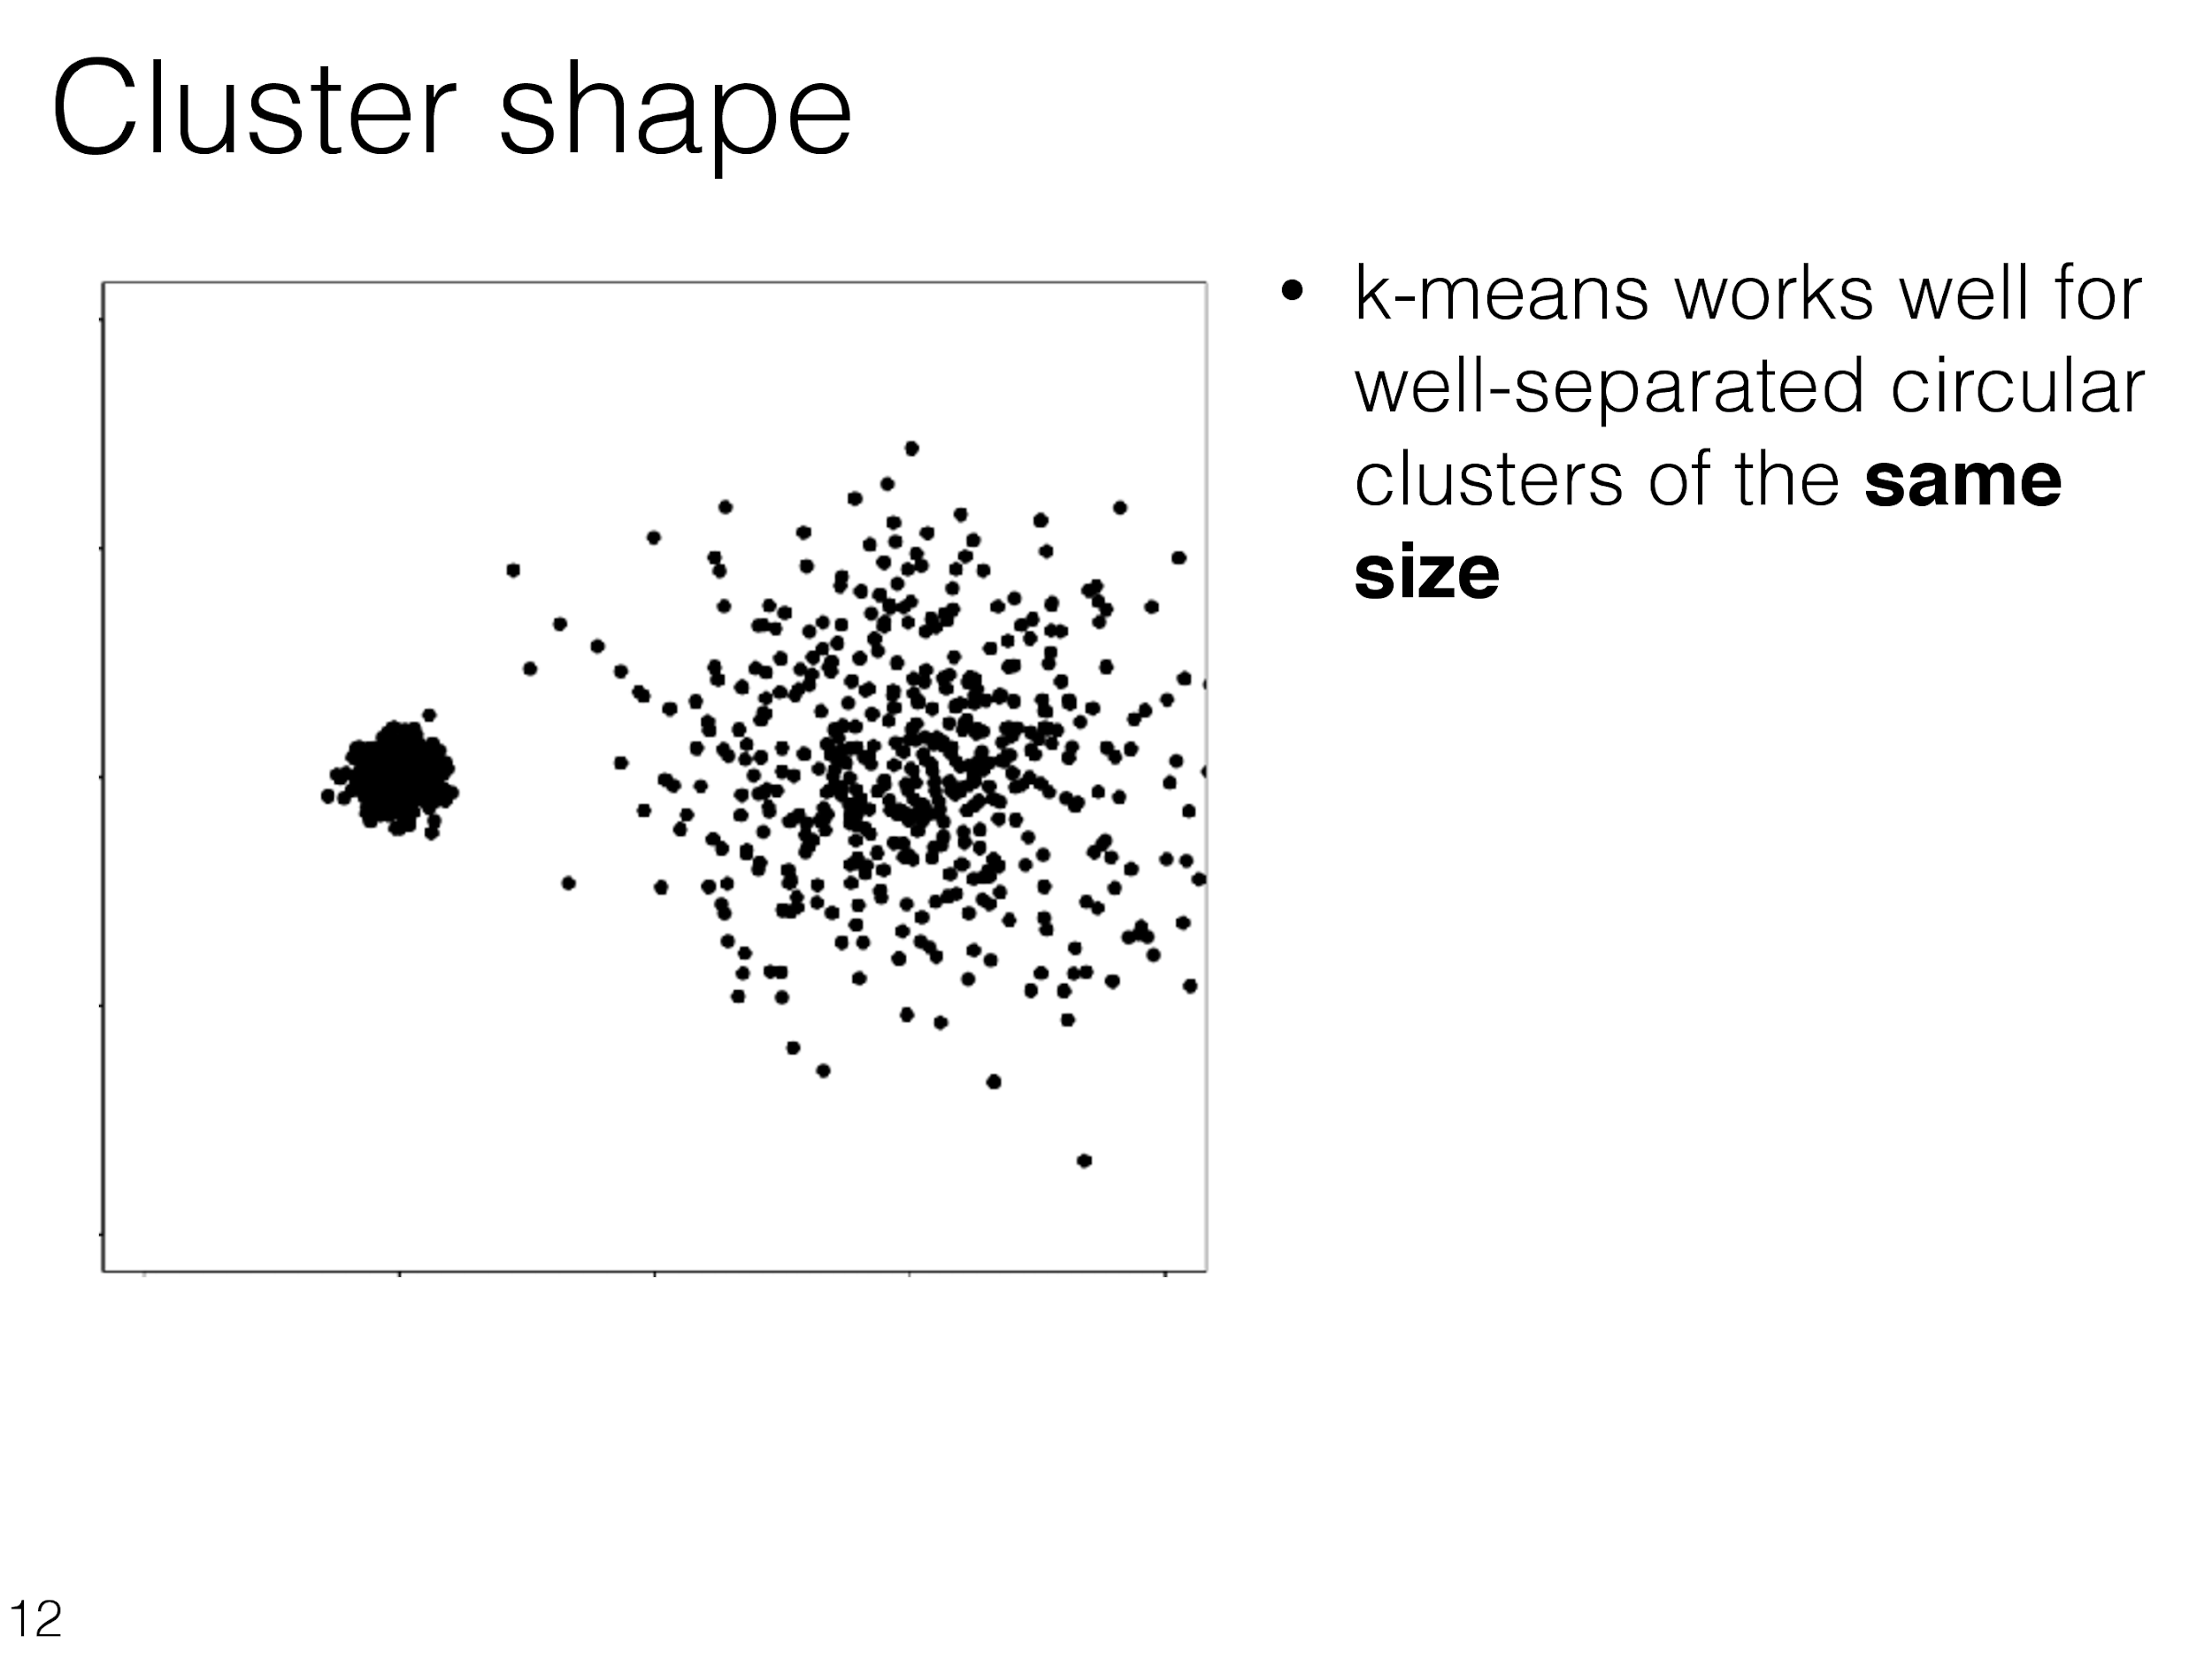 Cluster shape
• k-means works well for
well-separated circular
clusters of the same
size
12